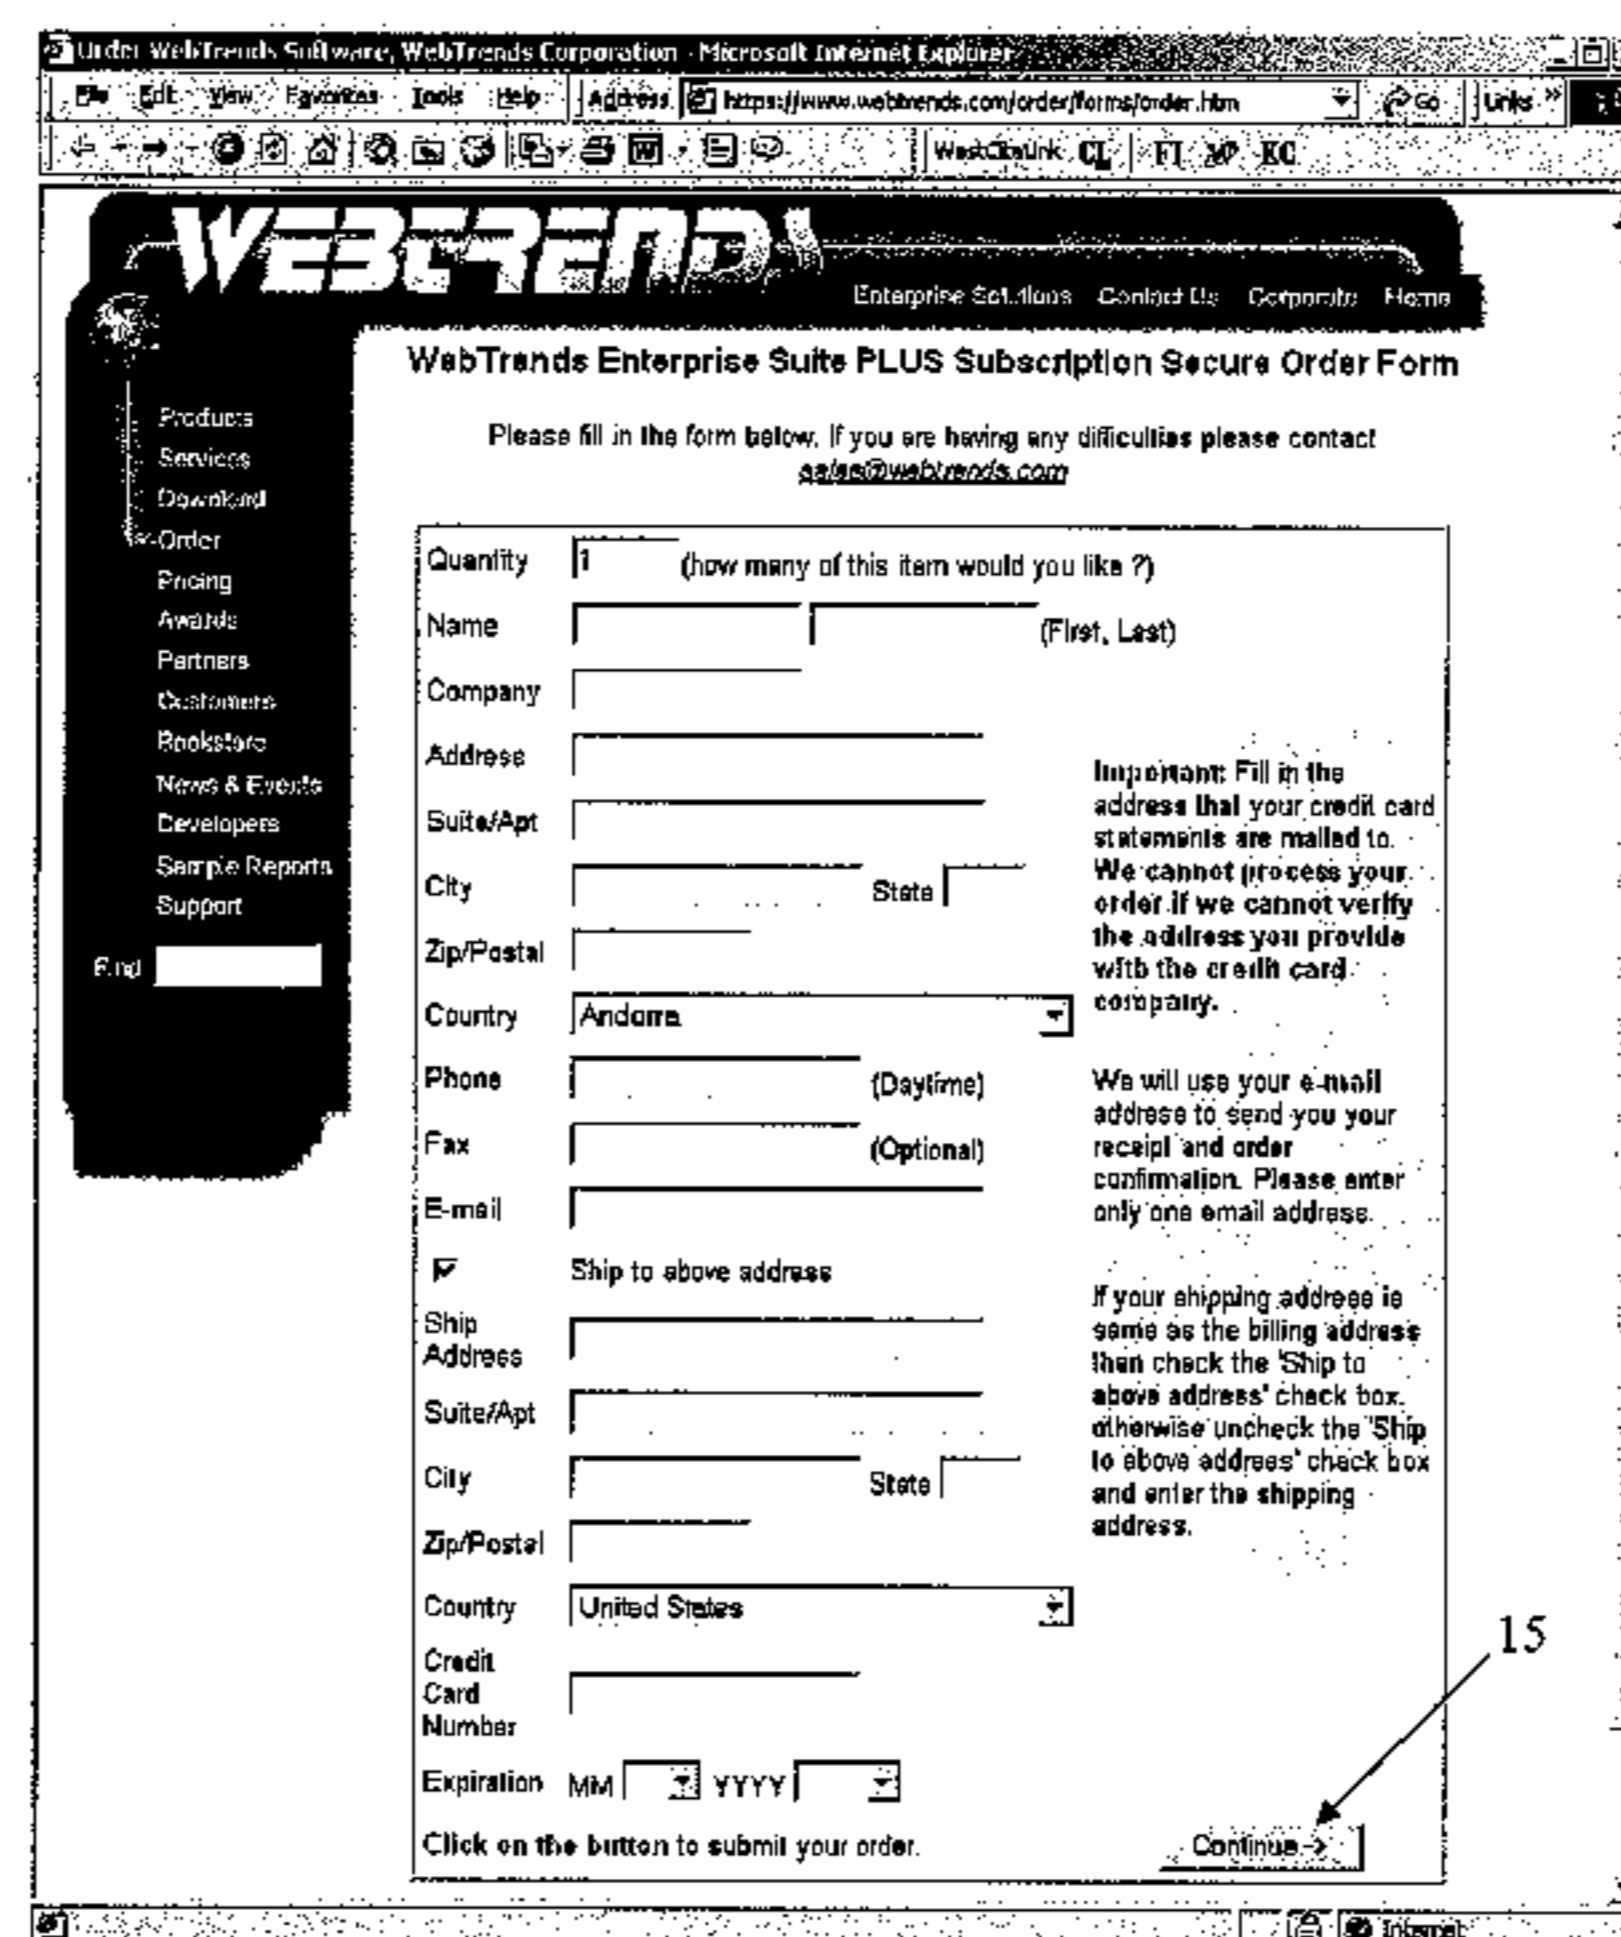 Order WebTrends Software, WebTrends Corporation - Microsoft Internet Explorer
File Edit View Favorites Tools Help Address https://www.webtrends.com/order/forms/order.htm Go Links »
WestCiteLink CL FI KC
WEBTRENDS
Enterprise Solutions Contact Us Corporate Home
WebTrends Enterprise Suite PLUS Subscription Secure Order Form
Products
Services
Download
Order
Pricing
Awards
Partners
Customers
Bookstore
News & Events
Developers
Sample Reports
Support
Find
Please fill in the form below. If you are having any difficulties please contact
sales@webtrends.com
Quantity 1 (how many of this item would you like ?)
Name (First, Last)
Company
Address
Suite/Apt
City State
Zip/Postal
Country Andorra
Phone (Daytime)
Fax (Optional)
E-mail
Important: Fill in the
address that your credit card
statements are mailed to.
We cannot process your
order if we cannot verify
the address you provide
with the credit card
company.
We will use your e-mail
address to send you your
receipt and order
confirmation. Please enter
only one email address.
Ship to above address
Ship
Address
Suite/Apt
City State
Zip/Postal
Country United States
If your shipping address is
same as the billing address
then check the 'Ship to
above address' check box.
otherwise uncheck the 'Ship
to above address' check box
and enter the shipping
address.
Credit
Card
Number
15
Expiration MM YYYY
Click on the button to submit your order. Continue->
Internet